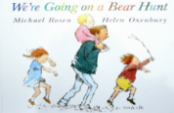 We're Going on a Bear Hunt
Michael Rosen Helen Oxenbury